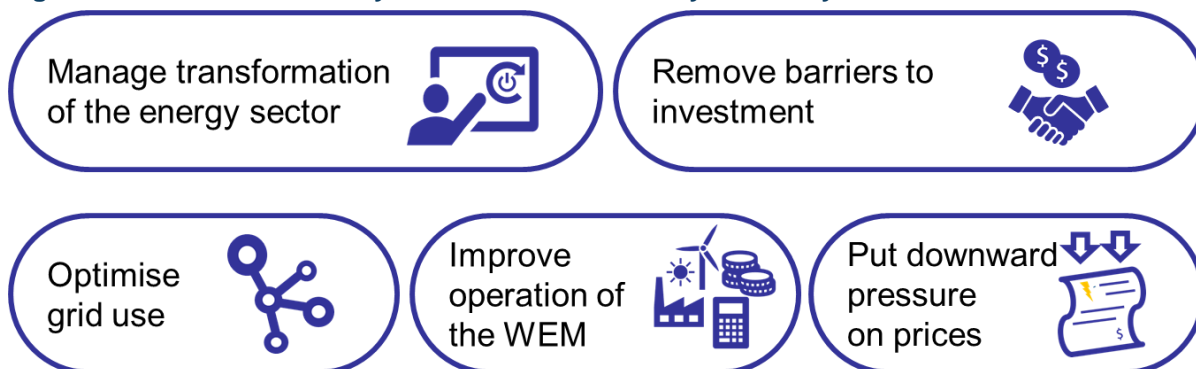 Manage transformation
of the energy sector
Remove barriers to
investment
Optimise
grid use
Improve
operation of
the WEM
Put downward
pressure
on prices